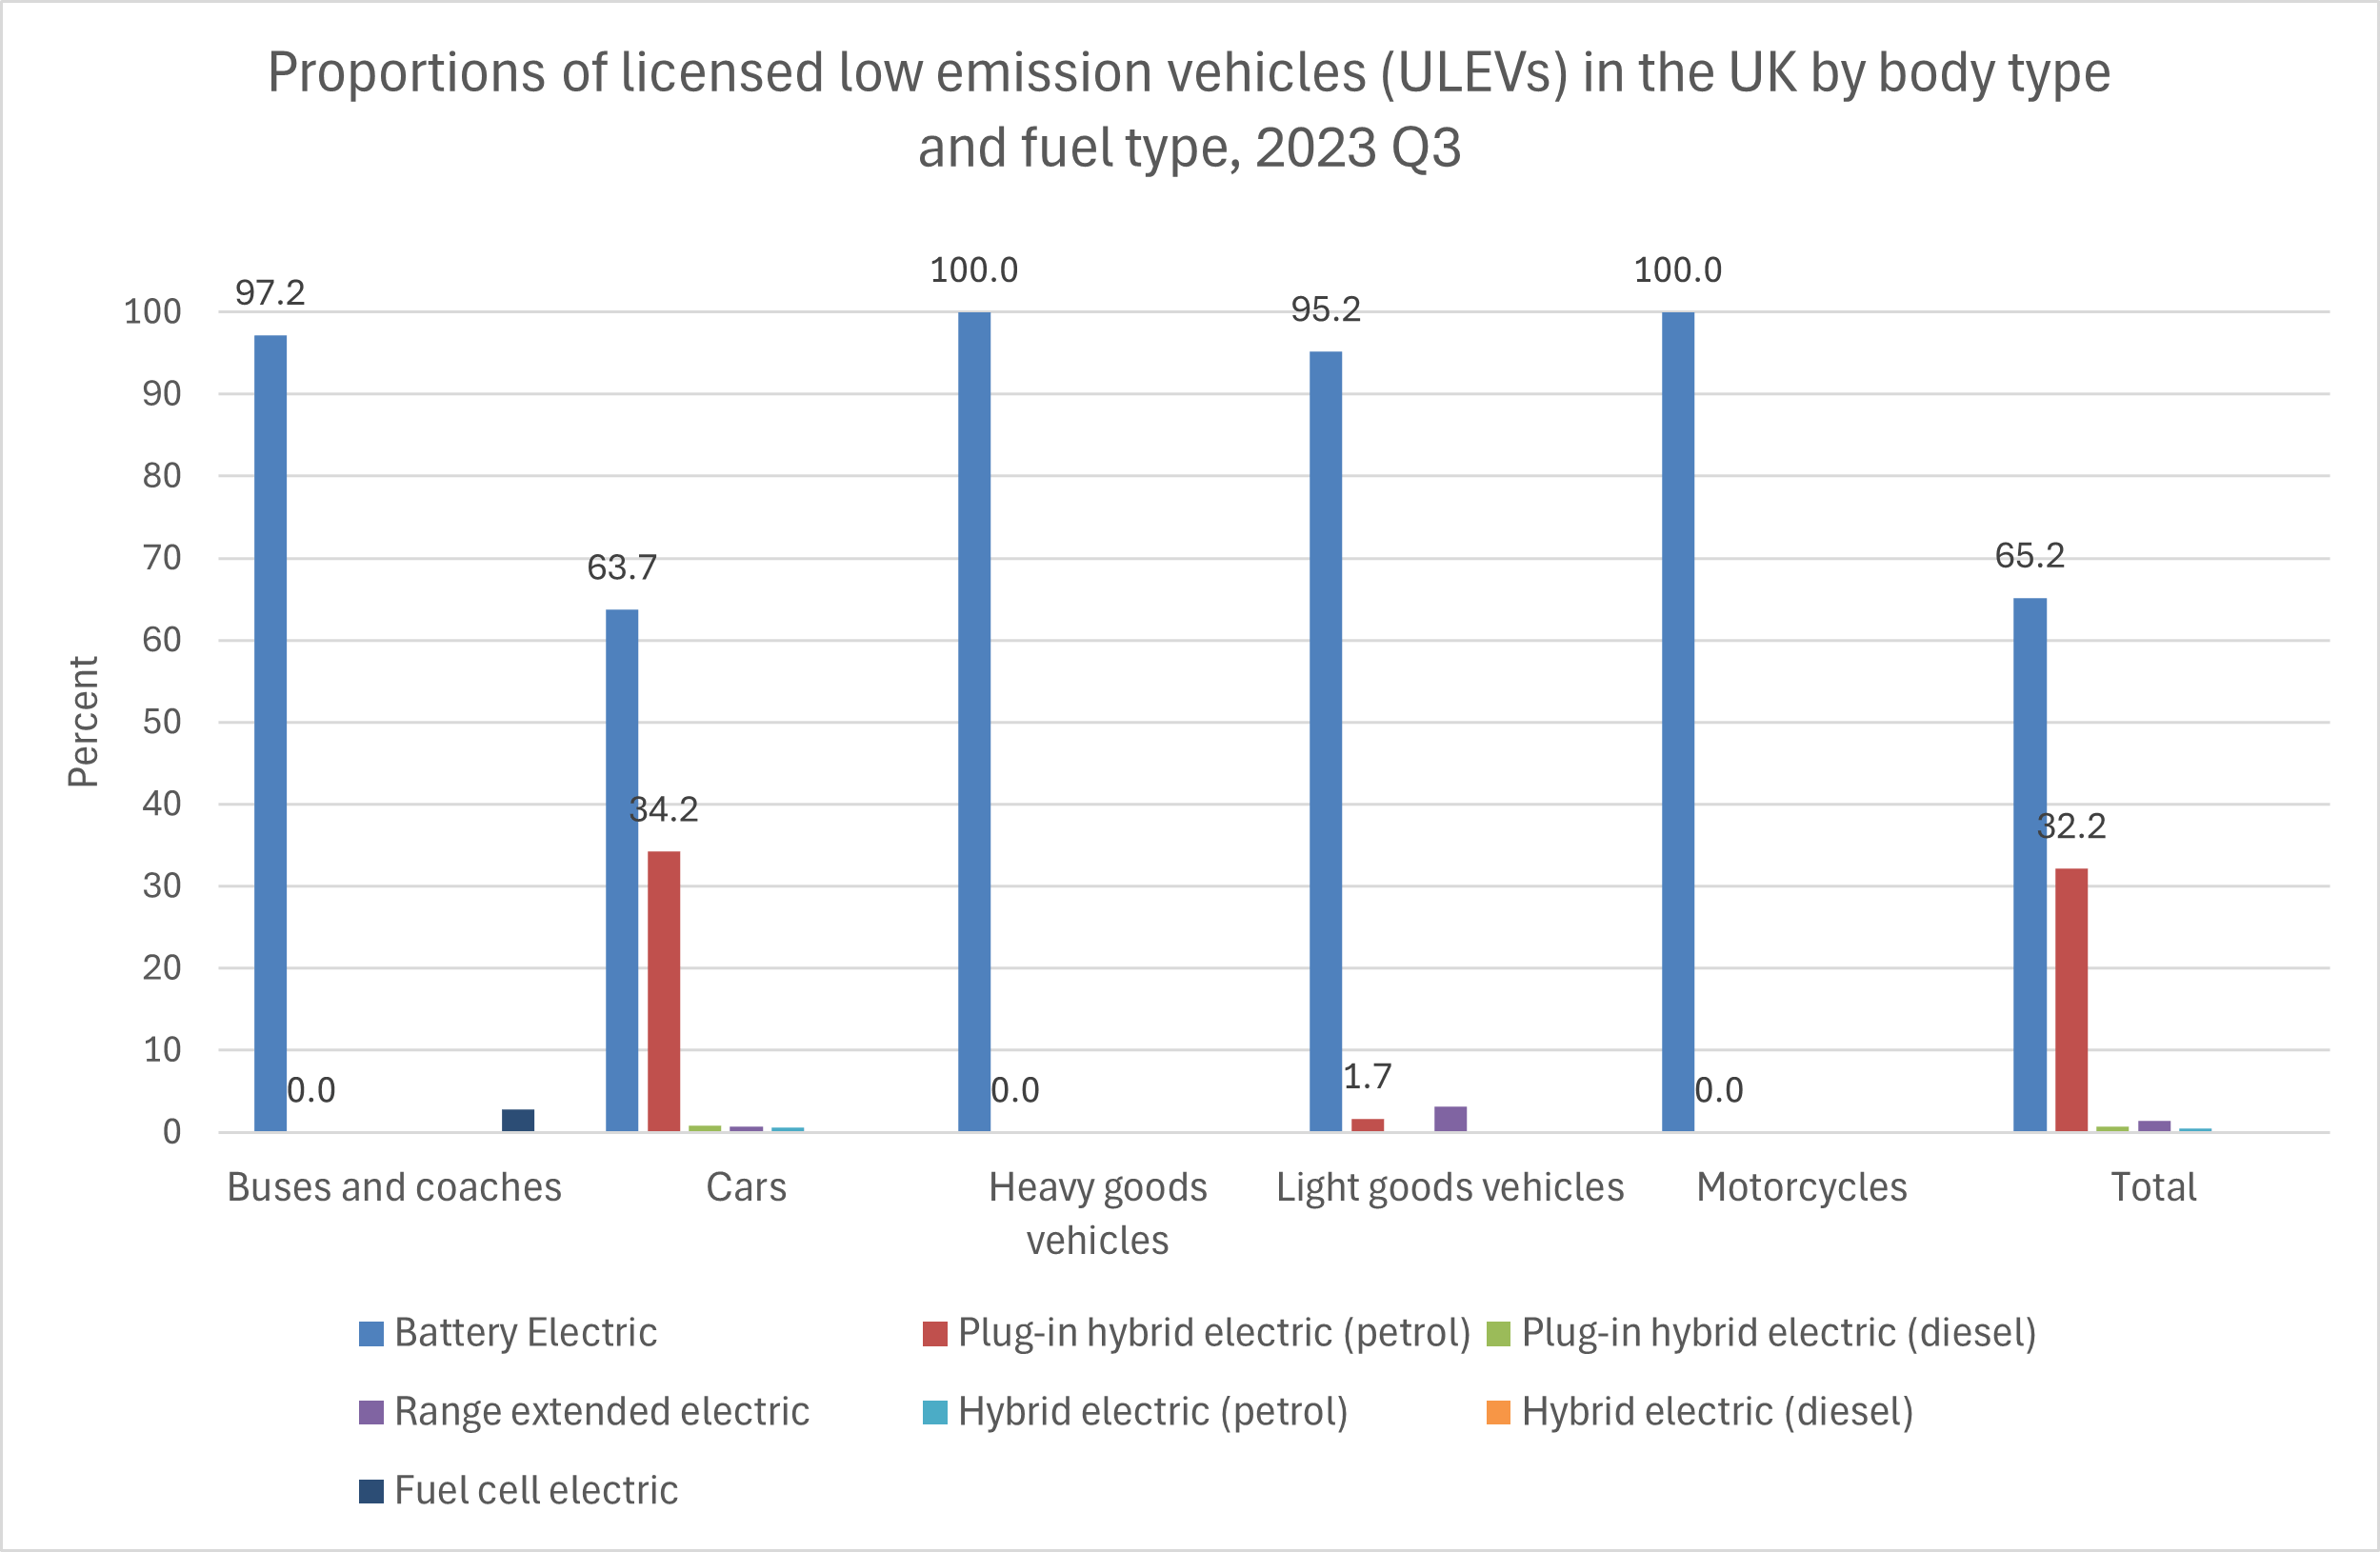 Proportions of licensed low emission vehicles (ULEVs) in the UK by body type
and fuel type, 2023 Q3
Percent
100
90
80
70
60
50
40
30
20
10
0
97.2
0.0
63.7
34.2
100.0
0.0
95.2
1.7
100.0
0.0
65.2
32.2
Buses and coaches
Cars
Heavy goods
vehicles
Light goods vehicles
Motorcycles
Total
Battery Electric
Plug-in hybrid electric (petrol)
Plug-in hybrid electric (diesel)
Range extended electric
Hybrid electric (petrol)
Hybrid electric (diesel)
Fuel cell electric